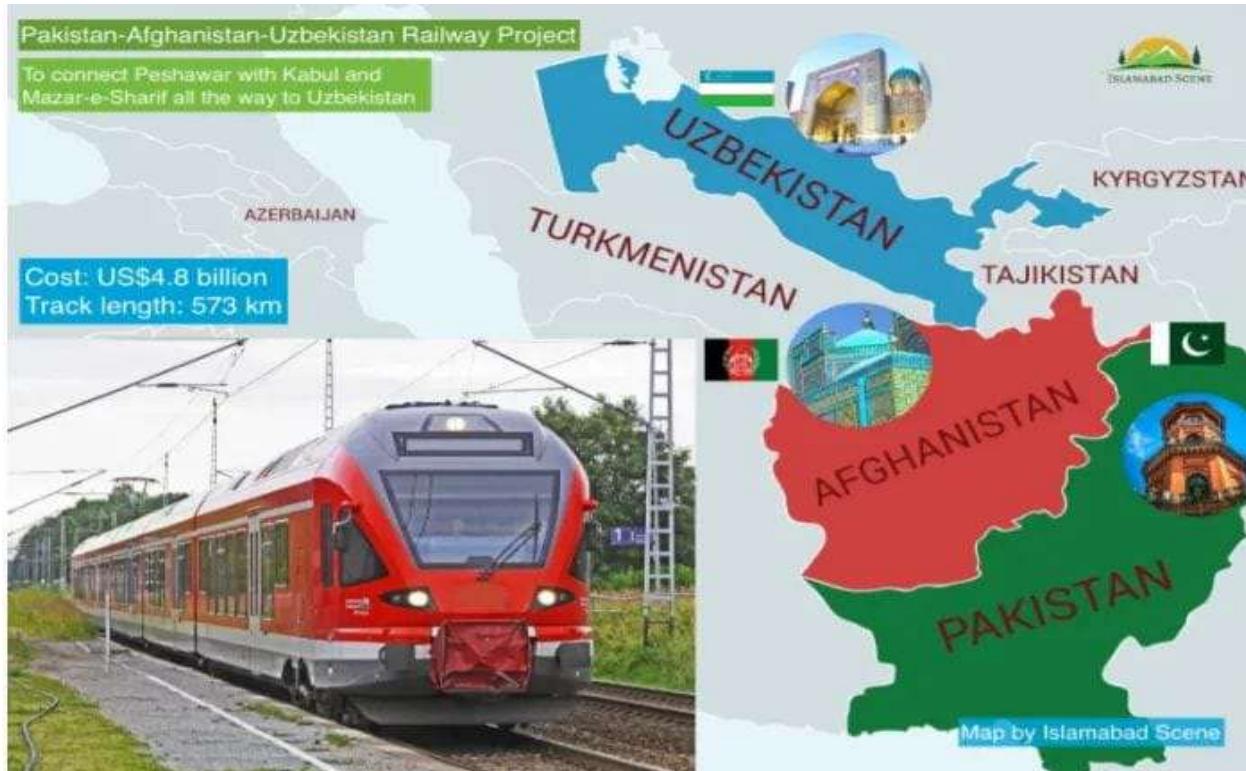 Pakistan-Afghanistan-Uzbekistan Railway Project
To connect Peshawar with Kabul and
Mazar-e-Sharif all the way to Uzbekistan
ISLAMABAD SCENE
UZBEKISTAN
KYRGYZSTAN
AZERBAIJAN
TURKMENISTAN
TAJIKISTAN
Cost: US$4.8 billion
Track length: 573 km
AFGHANISTAN
PAKISTAN
1
Map by Islamabad Scene